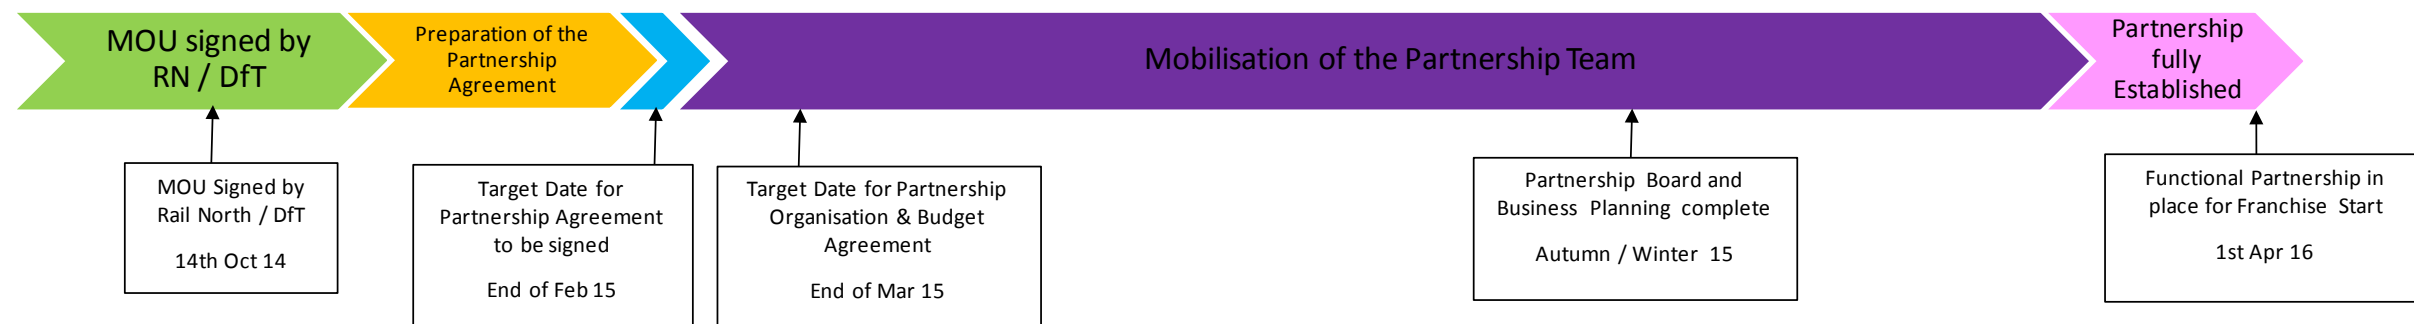 MOU signed by
RN / DfT
Preparation of the
Partnership
Agreement
Mobilisation of the Partnership Team
Partnership
fully
Established
MOU Signed by
Rail North / DfT
14th Oct 14
Target Date for
Partnership Agreement
to be signed
End of Feb 15
Target Date for Partnership
Organisation & Budget
Agreement
End of Mar 15
Partnership Board and
Business Planning complete
Autumn / Winter 15
Functional Partnership in
place for Franchise Start
1st Apr 16